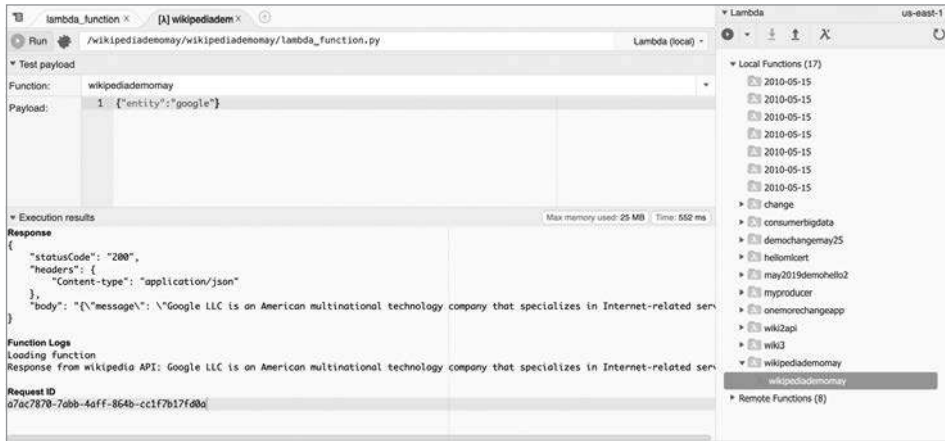 lambda_function ×
[λ] wikipediadem ×
Run
/wikipediademomay/wikipediademomay/lambda_function.py
Lambda (local)
Test payload
Function:
wikipediademomay
Payload:
1 {"entity":"google"}
Execution results
Max memory used: 25 MB
Time: 552 ms
Response
{
"statusCode": "200",
"headers": {
"Content-type": "application/json"
},
"body": "{\"message\": \"Google LLC is an American multinational technology company that specializes in Internet-related serv
}
Function Logs
Loading function
Response from wikipedia API: Google LLC is an American multinational technology company that specializes in Internet-related serv
Request ID
a7ac7870-7abb-4aff-864b-cc1f7b17fd0a
Lambda
us-east-1
Local Functions (17)
2010-05-15
2010-05-15
2010-05-15
2010-05-15
2010-05-15
2010-05-15
2010-05-15
change
consumerbigdata
demochangemay25
hellomlcert
may2019demohello2
myproducer
onemorechangeapp
wiki2api
wiki3
wikipediademomay
wikipediademomay
Remote Functions (8)